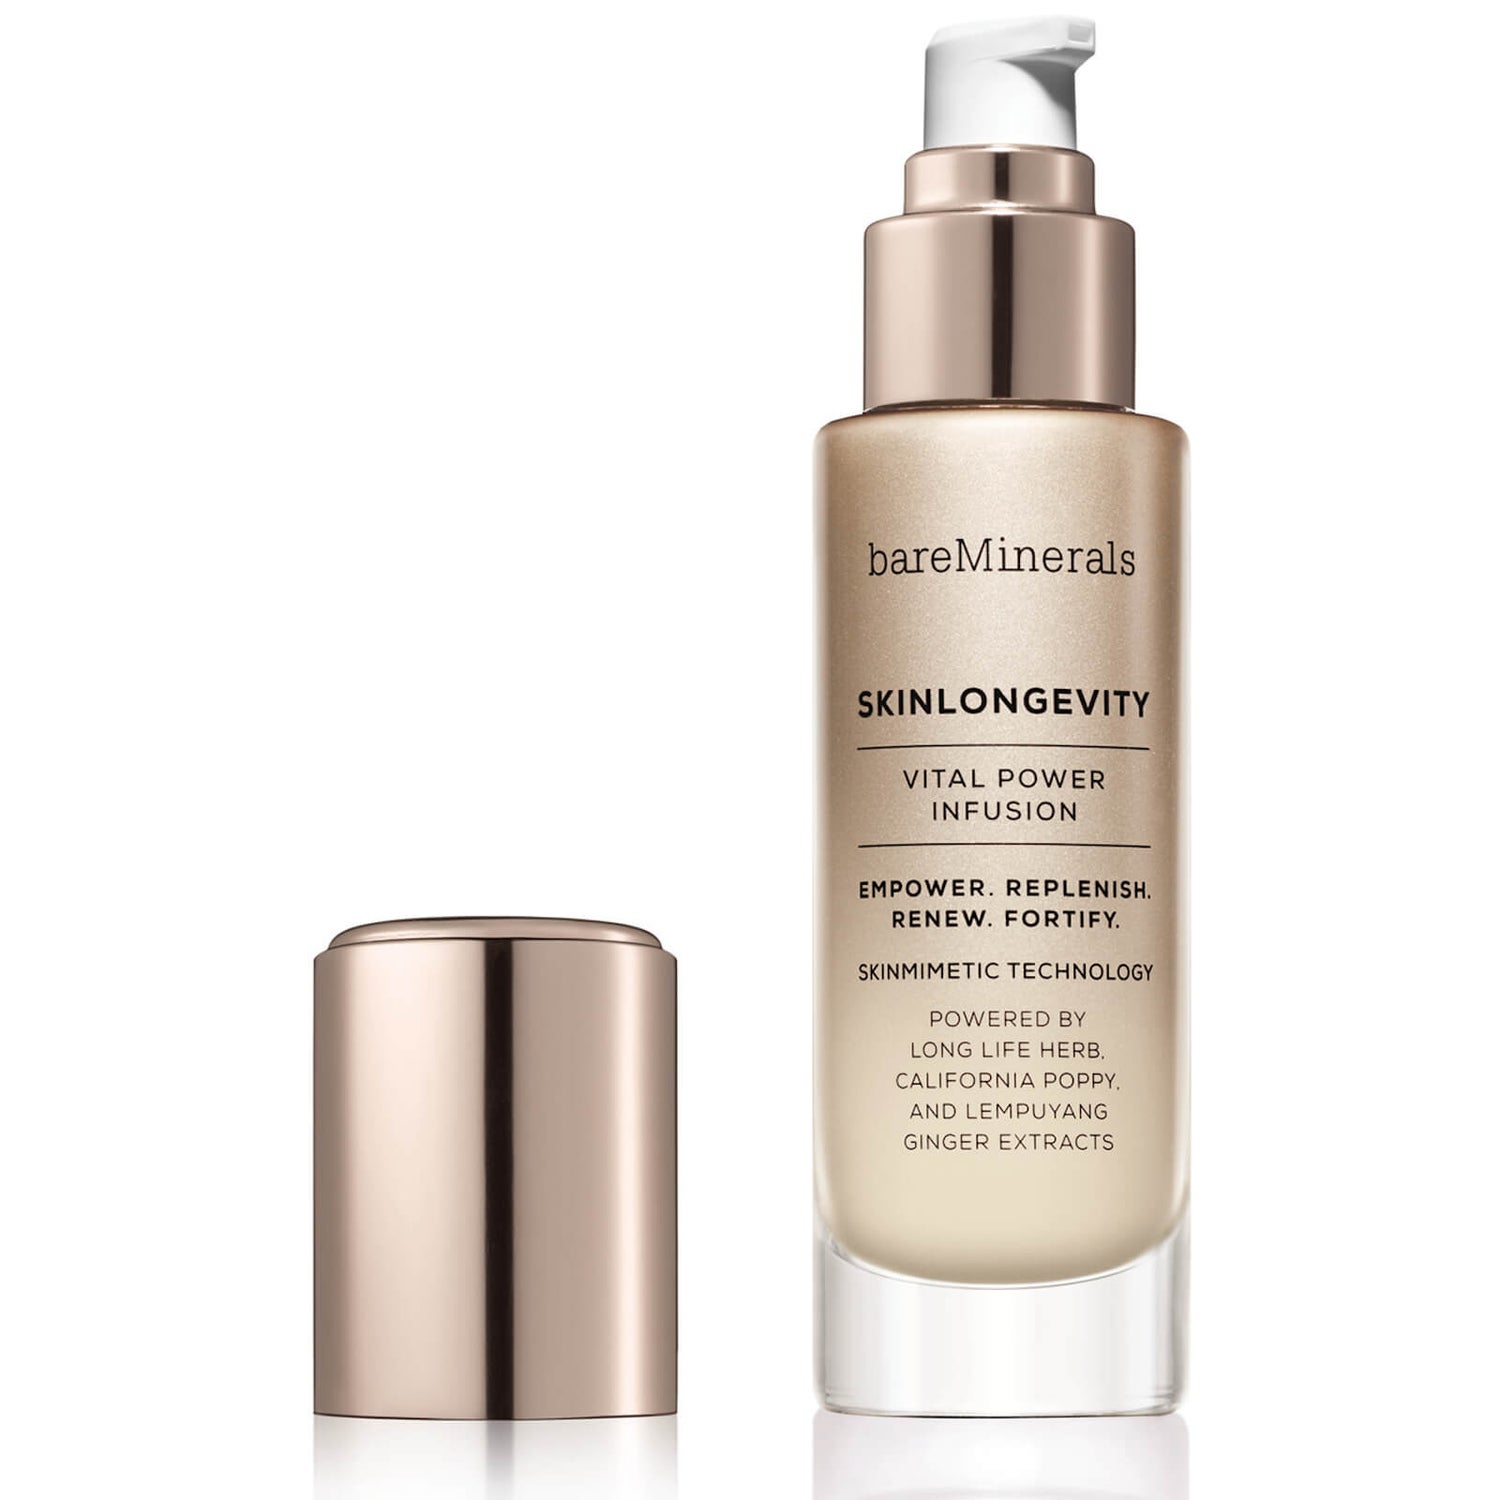 bareMinerals
SKINLONGEVITY
VITAL POWER
INFUSION
EMPOWER. REPLENISH.
RENEW. FORTIFY.
SKINMIMETIC TECHNOLOGY
POWERED BY
LONG LIFE HERB,
CALIFORNIA POPPY,
AND LEMPUYANG
GINGER EXTRACTS